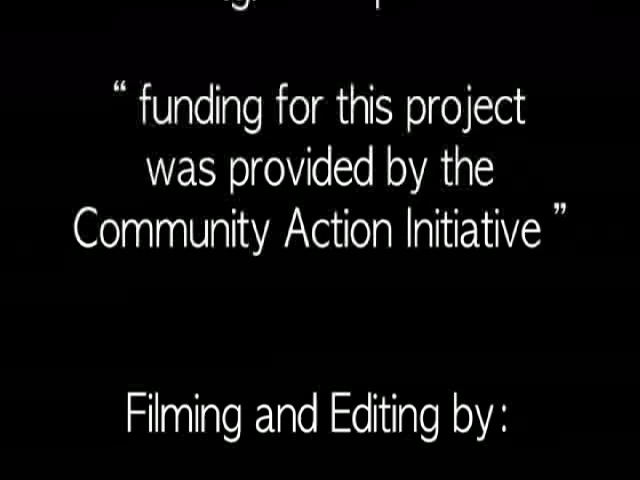 “ funding for this project
was provided by the
Community Action Initiative ”
Filming and Editing by: